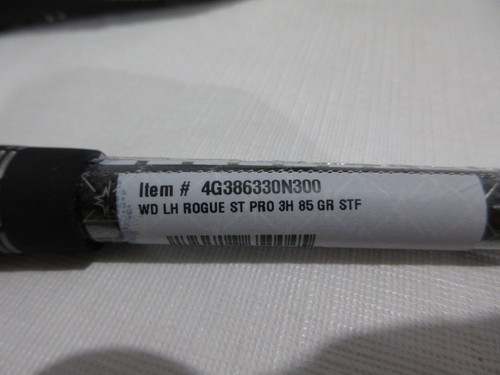 Item # 4G386330N300
WD LH ROGUE ST PRO 3H 85 GR STF